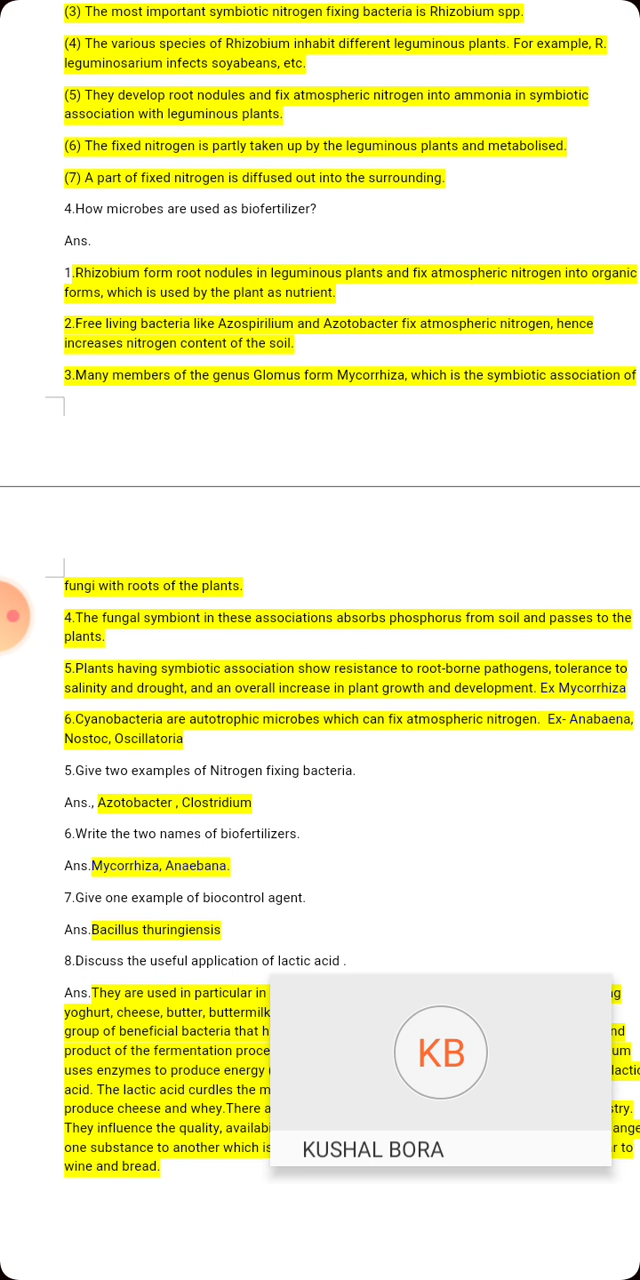 (3) The most important symbiotic nitrogen fixing bacteria is Rhizobium spp.
(4) The various species of Rhizobium inhabit different leguminous plants. For example, R.
leguminosarium infects soyabeans, etc.
(5) They develop root nodules and fix atmospheric nitrogen into ammonia in symbiotic
association with leguminous plants.
(6) The fixed nitrogen is partly taken up by the leguminous plants and metabolised.
(7) A part of fixed nitrogen is diffused out into the surrounding.
4.How microbes are used as biofertilizer?
Ans.
1.Rhizobium form root nodules in leguminous plants and fix atmospheric nitrogen into organic
forms, which is used by the plant as nutrient.
2.Free living bacteria like Azospirilium and Azotobacter fix atmospheric nitrogen, hence
increases nitrogen content of the soil.
3.Many members of the genus Glomus form Mycorrhiza, which is the symbiotic association of
fungi with roots of the plants.
4.The fungal symbiont in these associations absorbs phosphorus from soil and passes to the
plants.
5.Plants having symbiotic association show resistance to root-borne pathogens, tolerance to
salinity and drought, and an overall increase in plant growth and development. Ex Mycorrhiza
6.Cyanobacteria are autotrophic microbes which can fix atmospheric nitrogen. Ex- Anabaena,
Nostoc, Oscillatoria
5.Give two examples of Nitrogen fixing bacteria.
Ans., Azotobacter , Clostridium
6.Write the two names of biofertilizers.
Ans.Mycorrhiza, Anaebana.
7.Give one example of biocontrol agent.
Ans.Bacillus thuringiensis
8.Discuss the useful application of lactic acid .
Ans.They are used in particular in
yoghurt, cheese, butter, buttermilk
group of beneficial bacteria that
product of the fermentation
uses enzymes to produce energy
acid. The lactic acid curdles the
produce cheese and whey.There
They influence the quality,
one substance to another which is to
wine and bread.
KB
KUSHAL BORA